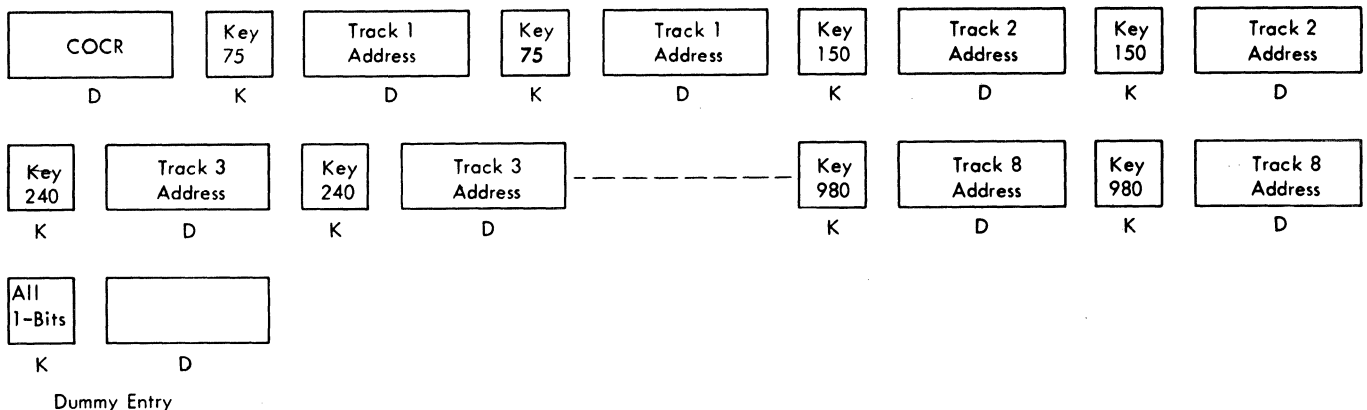 COCR Key 75 Track 1 Address Key 75 Track 1 Address Key 150 Track 2 Address Key 150 Track 2 Address
D K D K D K D K D
Key 240 Track 3 Address Key 240 Track 3 Address Key 980 Track 8 Address Key 980 Track 8 Address
K D K D K D K D
All 1-Bits
K D
Dummy Entry